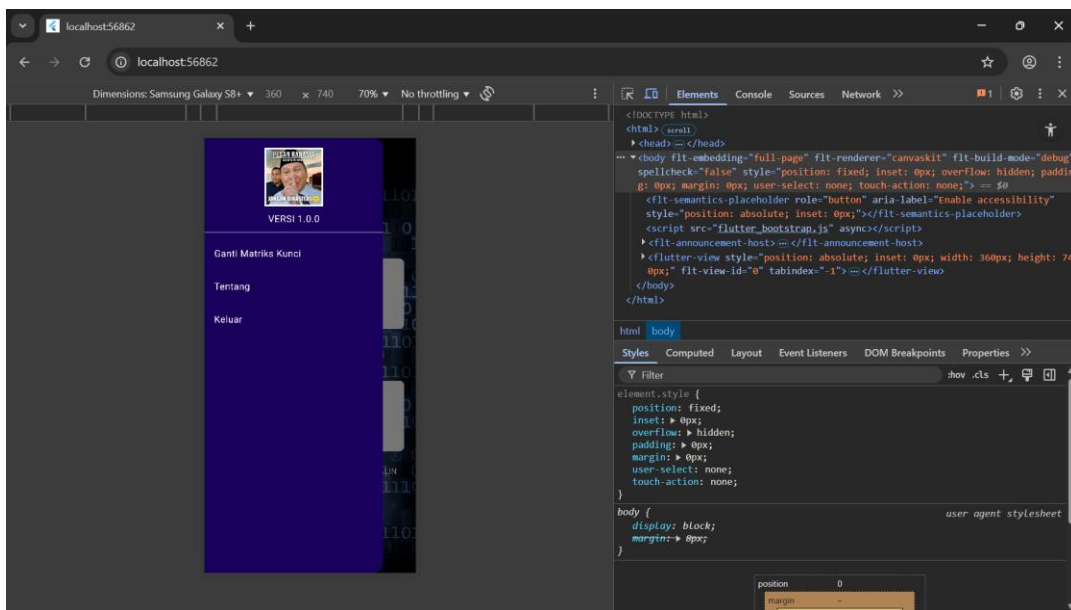 localhost:56862
localhost:56862
Dimensions: Samsung Galaxy S8+ 360 x 740 70% No throttling
Elements Console Sources Network 1
VERSI 1.0.0
Ganti Matriks Kunci
Tentang
Keluar
<!DOCTYPE html>
<html> scroll
<head> … </head>
<body flt-embedding="full-page" flt-renderer="canvaskit" flt-build-mode="debug"
spellcheck="false" style="position: fixed; inset: 0px; overflow: hidden; paddin
g: 0px; margin: 0px; user-select: none; touch-action: none;"> == $0
<flt-semantics-placeholder role="button" aria-label="Enable accessibility"
style="position: absolute; inset: 0px;"></flt-semantics-placeholder>
<script src="flutter_bootstrap.js" async></script>
<flt-announcement-host> … </flt-announcement-host>
<flutter-view style="position: absolute; inset: 0px; width: 360px; height: 74
0px;" flt-view-id="0" tabindex="-1"> … </flutter-view>
</body>
</html>
html body
Styles Computed Layout Event Listeners DOM Breakpoints Properties
Filter :hov .cls
element.style {
position: fixed;
inset: 0px;
overflow: hidden;
padding: 0px;
margin: 0px;
user-select: none;
touch-action: none;
}
body { user agent stylesheet
display: block;
margin: 8px;
}
position 0
margin -